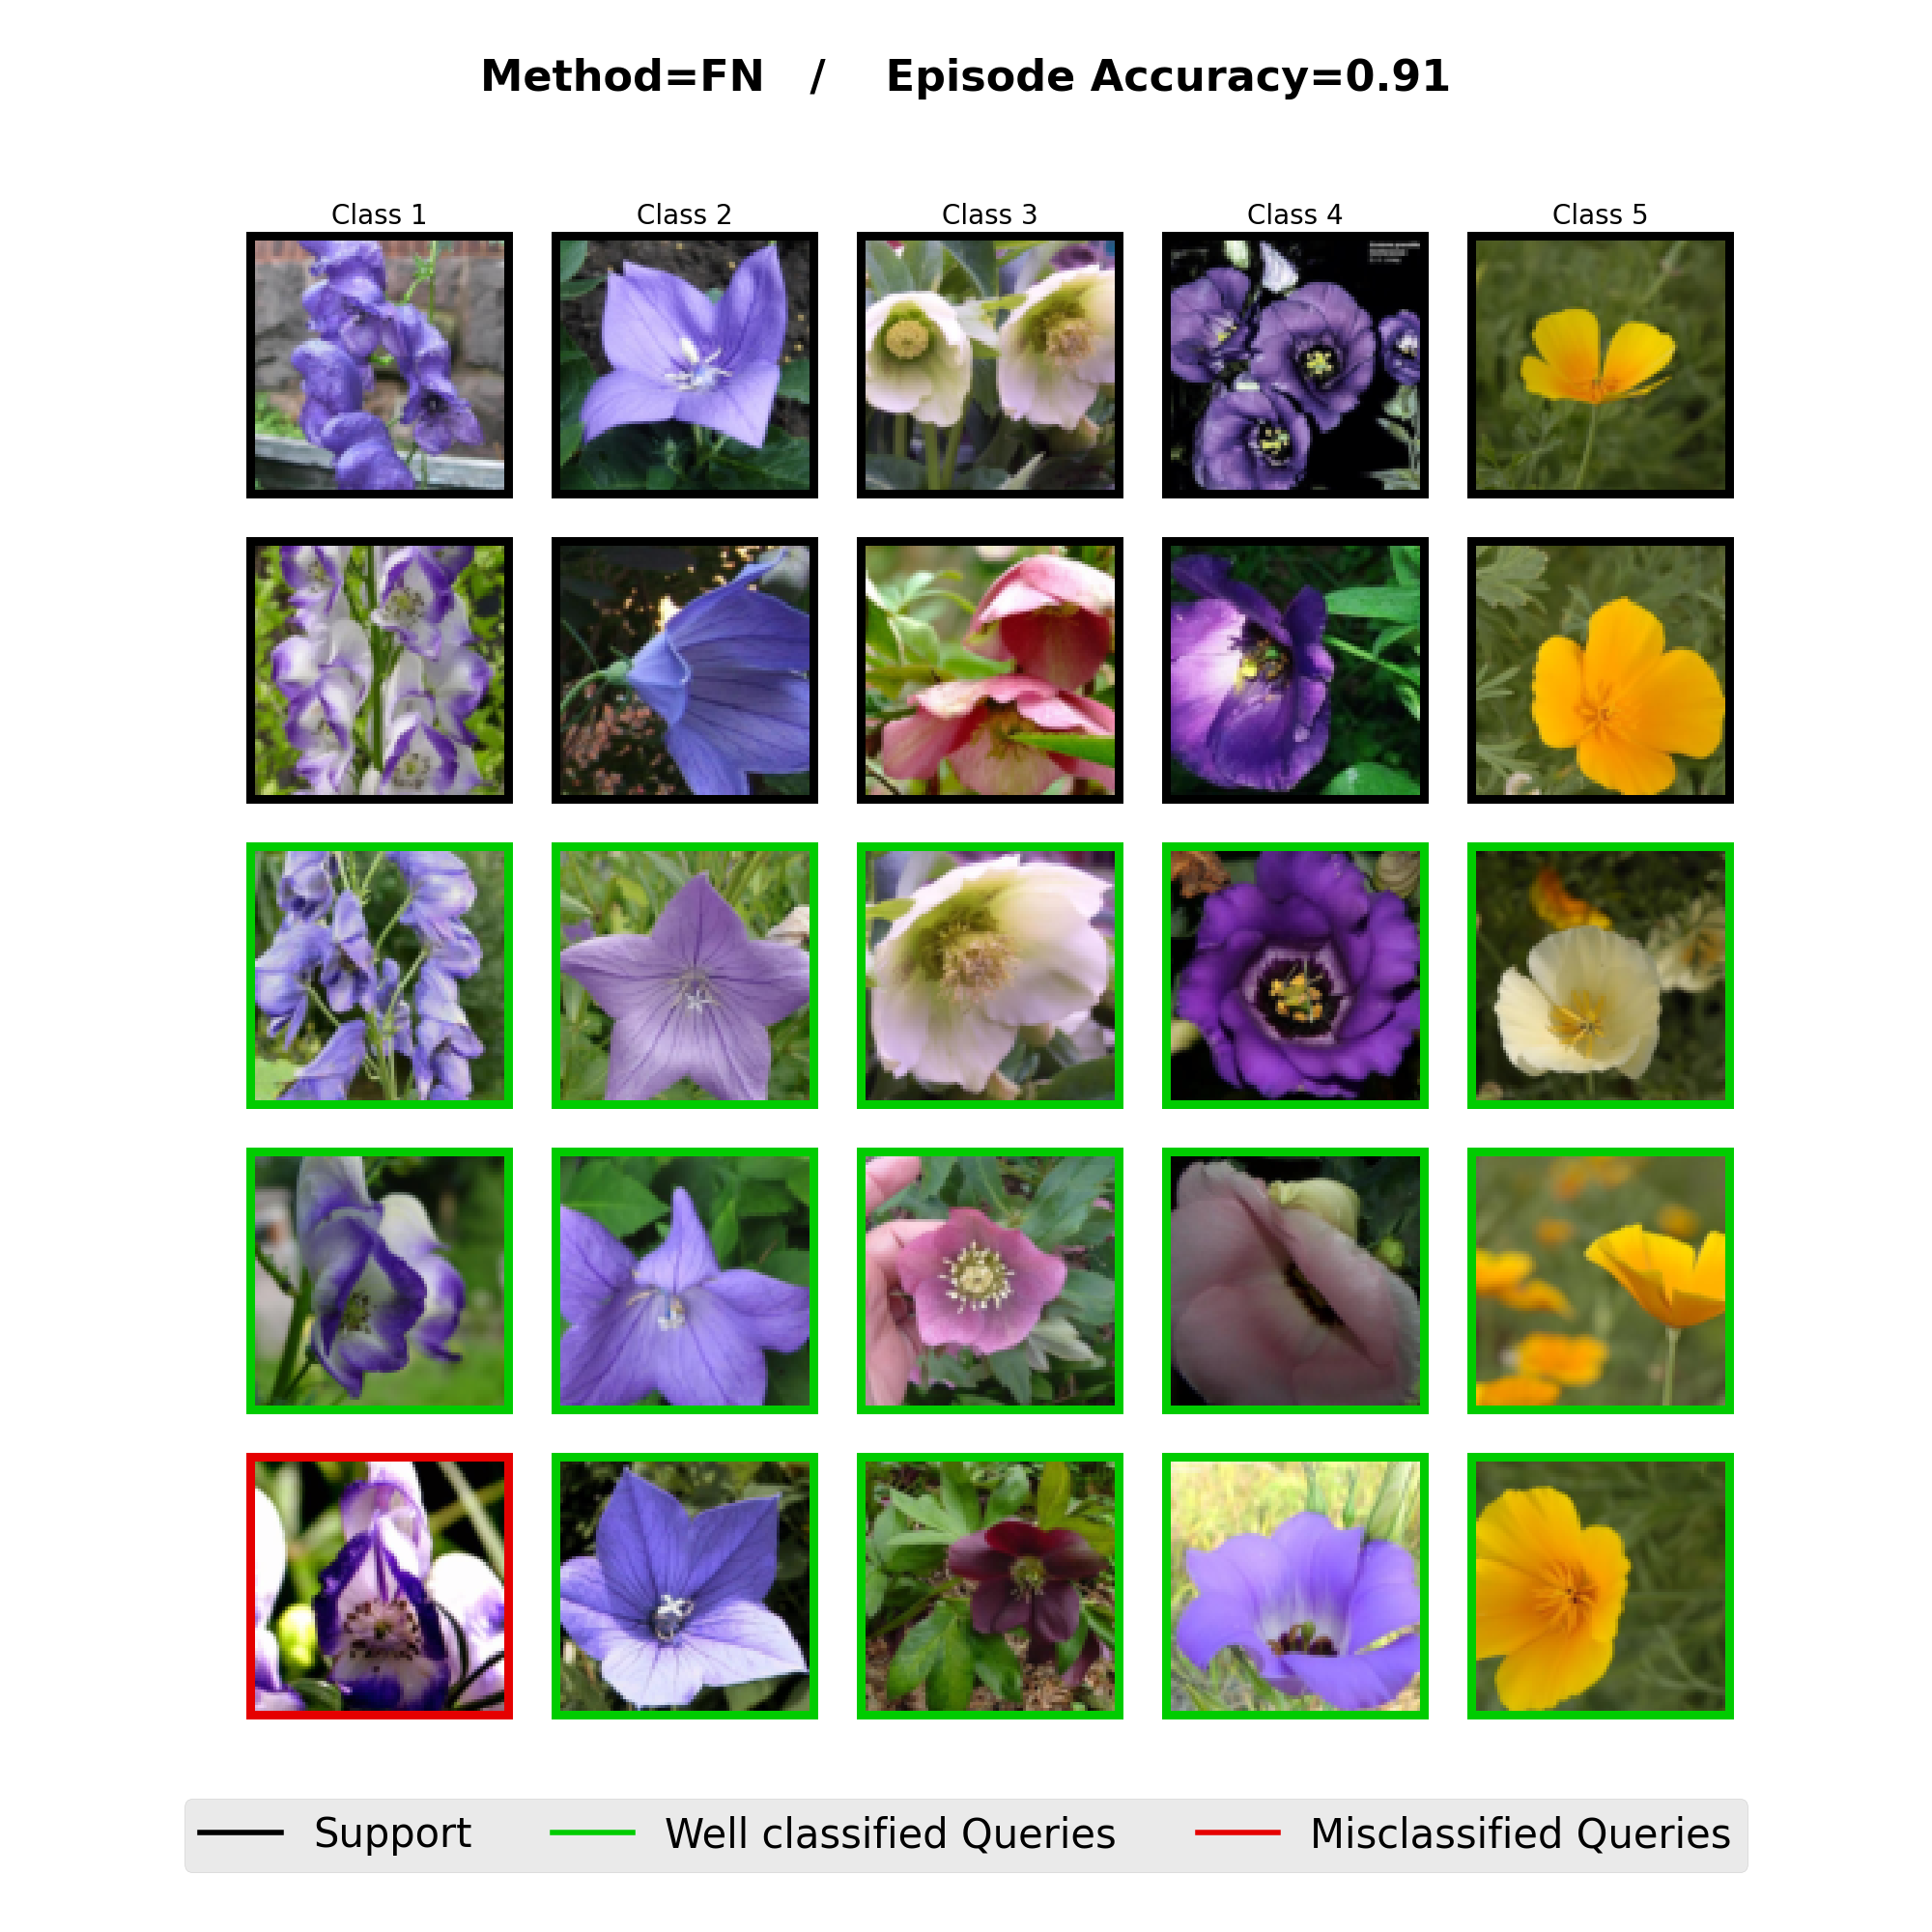 Method=FN / Episode Accuracy=0.91
Class 1 Class 2 Class 3 Class 4 Class 5
Support Well classified Queries Misclassified Queries